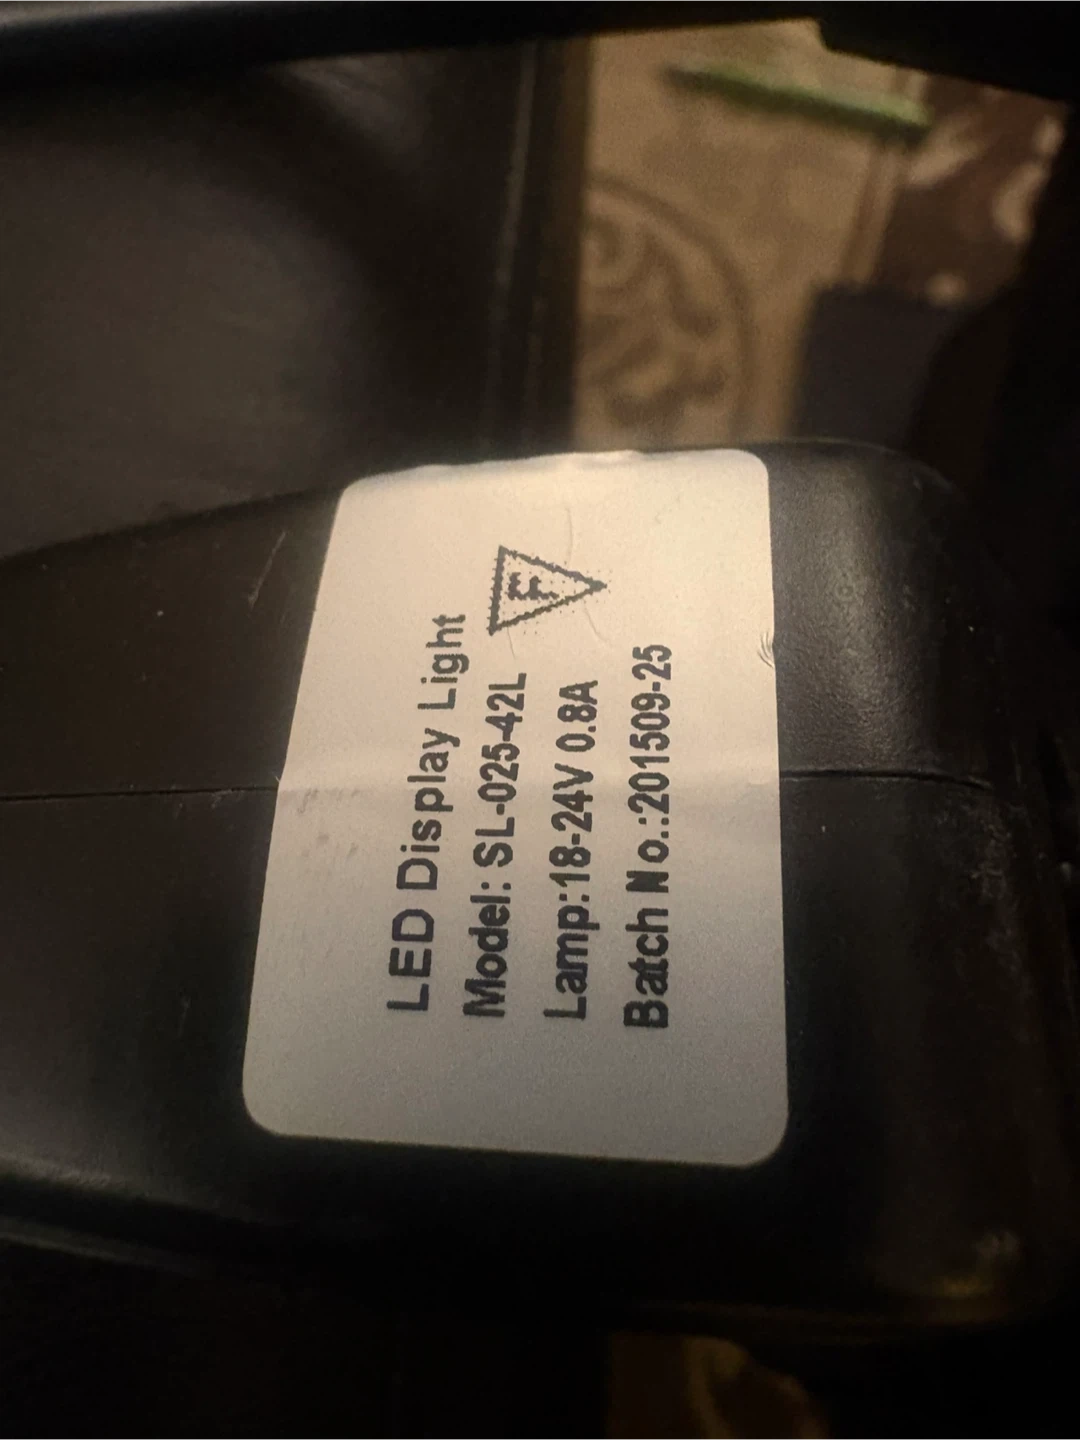 LED Display Light
Model: SL-025-42L
F
Lamp:18-24V 0.8A
Batch No.:201509-25